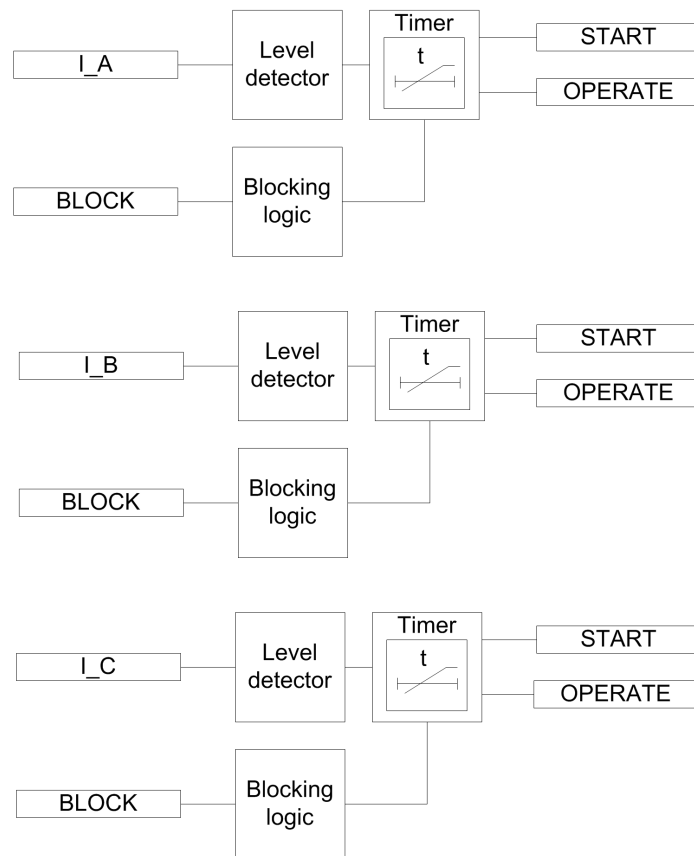 Timer
START
Level
detector
t
I_A
OPERATE
Blocking
logic
BLOCK
Timer
START
Level
detector
t
I_B
OPERATE
Blocking
logic
BLOCK
Timer
START
Level
detector
t
I_C
OPERATE
Blocking
logic
BLOCK